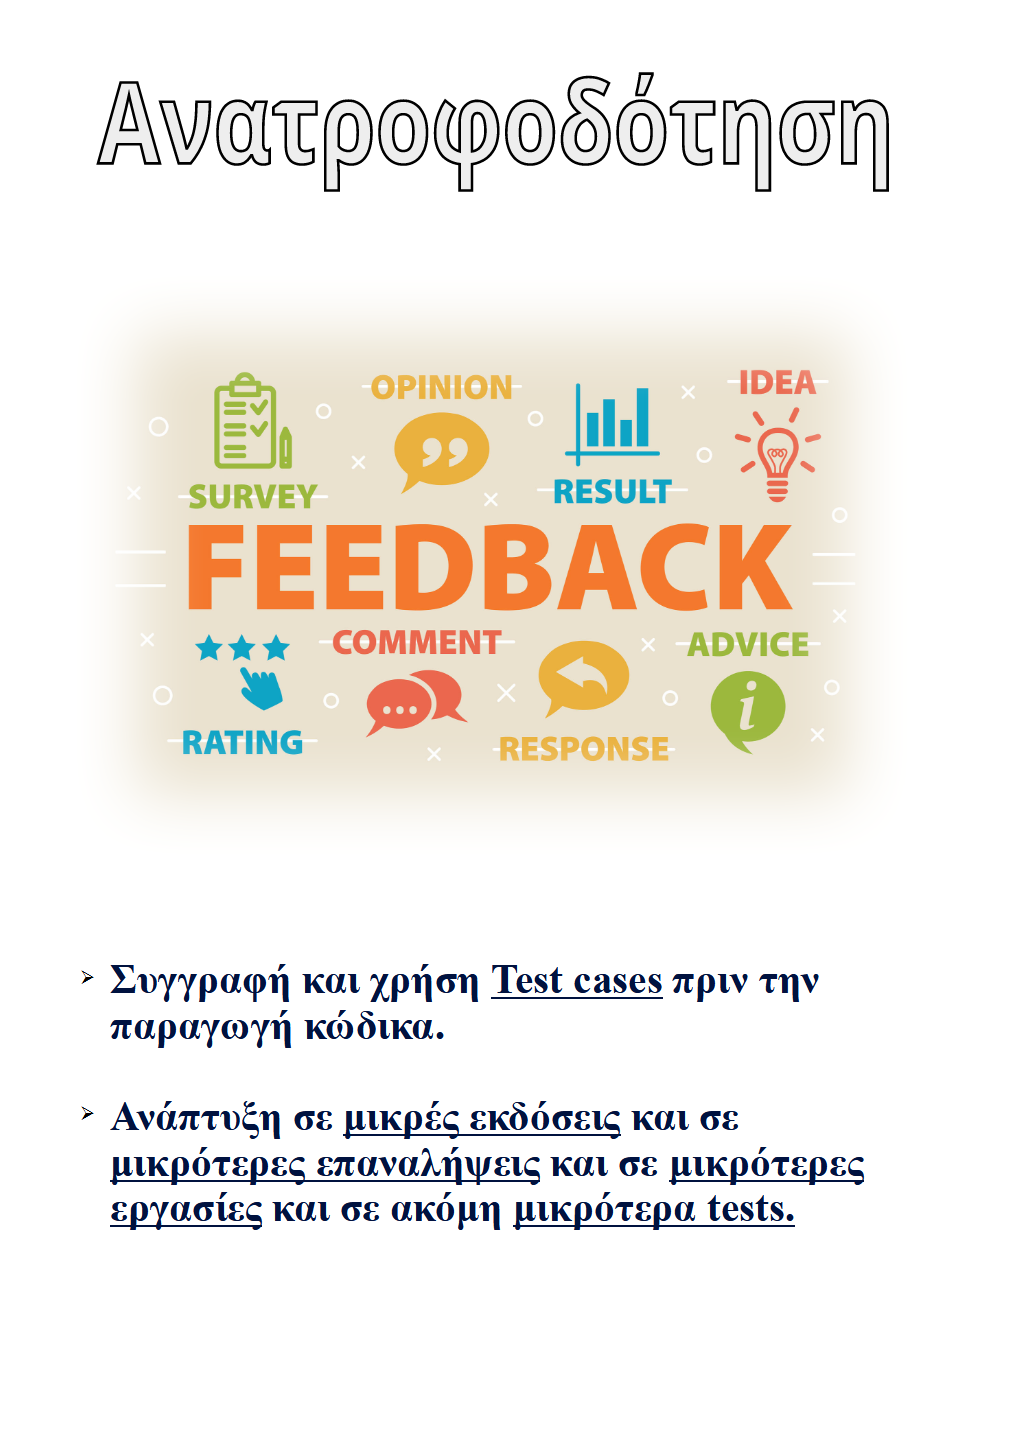 Ανατροφοδότηση
OPINION
IDEA
SURVEY
RESULT
FEEDBACK
COMMENT
ADVICE
RATING
RESPONSE
Συγγραφή και χρήση Test cases πριν την
παραγωγή κώδικα.
Ανάπτυξη σε μικρές εκδόσεις και σε
μικρότερες επαναλήψεις και σε μικρότερες
εργασίες και σε ακόμη μικρότερα tests.